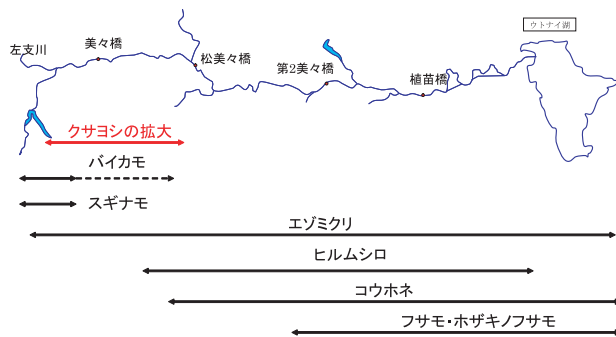 ウトナイ湖
左支川
美々橋
松美々橋
第2美々橋
植苗橋
クサヨシの拡大
バイカモ
スギナモ
エゾミクリ
ヒルムシロ
コウホネ
フサモ・ホザキノフサモ